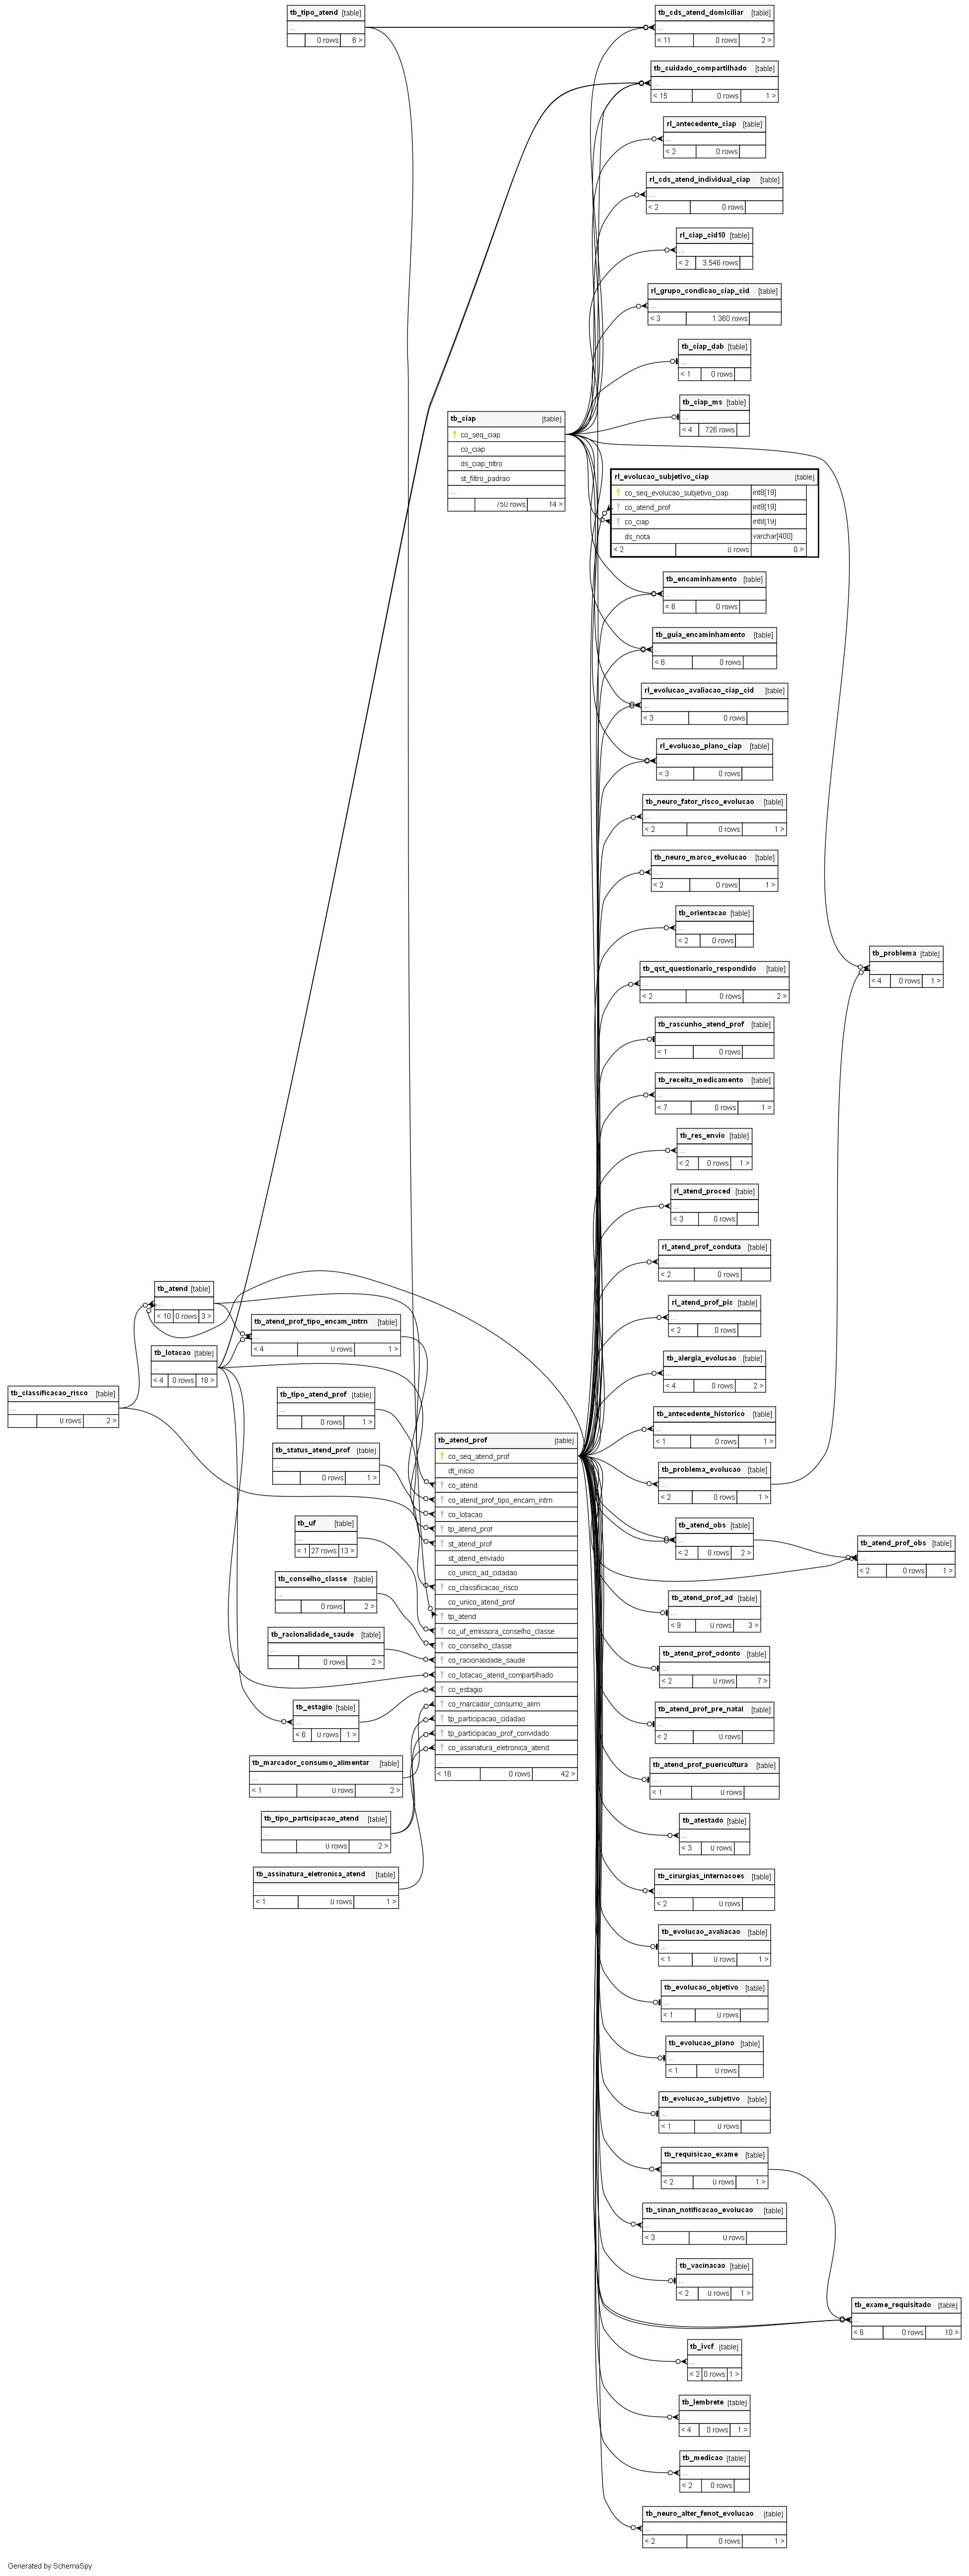 tb_tipo_atend [table]
...
0 rows 6 >
tb_cds_atend_domiciliar [table]
...
< 11 0 rows 2 >
tb_cuidado_compartilhado [table]
...
< 15 0 rows 1 >
rl_antecedente_ciap [table]
...
< 2 0 rows
rl_cds_atend_individual_ciap [table]
...
< 2 0 rows
rl_ciap_cid10 [table]
...
< 2 3.546 rows
rl_grupo_condicao_ciap_cid [table]
...
< 3 1.360 rows
tb_ciap_dab [table]
...
< 1 0 rows
tb_ciap_ms [table]
...
< 4 726 rows
tb_ciap [table]
co_seq_ciap
co_ciap
ds_ciap_filtro
st_filtro_padrao
...
750 rows 14 >
rl_evolucao_subjetivo_ciap [table]
co_seq_evolucao_subjetivo_ciap int8[19]
co_atend_prof int8[19]
co_ciap int8[19]
ds_nota varchar[400]
< 2 0 rows 0 >
tb_encaminhamento [table]
...
< 6 0 rows
tb_guia_encaminhamento [table]
...
< 6 0 rows
rl_evolucao_avaliacao_ciap_cid [table]
...
< 3 0 rows
rl_evolucao_plano_ciap [table]
...
< 3 0 rows
tb_neuro_fator_risco_evolucao [table]
...
< 2 0 rows 1 >
tb_neuro_marco_evolucao [table]
...
< 2 0 rows 1 >
tb_orientacao [table]
...
< 2 0 rows
tb_problema [table]
...
< 4 0 rows 1 >
tb_qst_questionario_respondido [table]
...
< 2 0 rows 2 >
tb_rascunho_atend_prof [table]
...
< 1 0 rows
tb_receita_medicamento [table]
...
< 7 0 rows 1 >
tb_res_envio [table]
...
< 2 0 rows 1 >
rl_atend_proced [table]
...
< 3 0 rows
rl_atend_prof_conduta [table]
...
< 2 0 rows
rl_atend_prof_pic [table]
...
< 2 0 rows
tb_alergia_evolucao [table]
...
< 4 0 rows 2 >
tb_antecedente_historico [table]
...
< 1 0 rows 1 >
tb_problema_evolucao [table]
...
< 2 0 rows 1 >
tb_atend_obs [table]
...
< 2 0 rows 2 >
tb_atend_prof_obs [table]
...
< 2 0 rows 1 >
tb_atend [table]
...
< 10 0 rows 3 >
tb_atend_prof_tipo_encam_intrn [table]
...
< 4 0 rows 1 >
tb_lotacao [table]
...
< 4 0 rows 18 >
tb_classificacao_risco [table]
...
0 rows 2 >
tb_tipo_atend_prof [table]
...
0 rows 1 >
tb_status_atend_prof [table]
...
0 rows 1 >
tb_uf [table]
...
< 1 27 rows 13 >
tb_conselho_classe [table]
...
0 rows 2 >
tb_racionalidade_saude [table]
...
0 rows 2 >
tb_estagio [table]
...
< 6 0 rows 1 >
tb_marcador_consumo_alimentar [table]
...
< 1 0 rows 2 >
tb_tipo_participacao_atend [table]
...
0 rows 2 >
tb_assinatura_eletronica_atend [table]
...
< 1 0 rows 1 >
tb_atend_prof [table]
co_seq_atend_prof
dt_inicio
co_atend
co_atend_prof_tipo_encam_intrn
co_lotacao
tp_atend_prof
st_atend_prof
st_atend_enviado
co_unico_ad_cidadao
co_classificacao_risco
co_unico_atend_prof
tp_atend
co_uf_emissora_conselho_classe
co_conselho_classe
co_racionalidade_saude
co_lotacao_atend_compartilhado
co_estagio
co_marcador_consumo_alim
tp_participacao_cidadao
tp_participacao_prof_convidado
co_assinatura_eletronica_atend
...
< 16 0 rows 42 >
tb_atend_prof_ad [table]
...
< 9 0 rows 3 >
tb_atend_prof_odonto [table]
...
< 2 0 rows 7 >
tb_atend_prof_pre_natal [table]
...
< 2 0 rows
tb_atend_prof_puericultura [table]
...
< 1 0 rows
tb_atestado [table]
...
< 3 0 rows
tb_cirurgias_internacoes [table]
...
< 2 0 rows
tb_evolucao_avaliacao [table]
...
< 1 0 rows 1 >
tb_evolucao_objetivo [table]
...
< 1 0 rows
tb_evolucao_plano [table]
...
< 1 0 rows
tb_evolucao_subjetivo [table]
...
< 1 0 rows
tb_requisicao_exame [table]
...
< 2 0 rows 1 >
tb_sinan_notificacao_evolucao [table]
...
< 3 0 rows
tb_vacinacao [table]
...
< 2 0 rows 1 >
tb_exame_requisitado [table]
...
< 6 0 rows 10 >
tb_ivcf [table]
...
< 2 0 rows 1 >
tb_lembrete [table]
...
< 4 0 rows 1 >
tb_medicao [table]
...
< 2 0 rows
tb_neuro_alter_fenot_evolucao [table]
...
< 2 0 rows 1 >
Generated by SchemaSpy